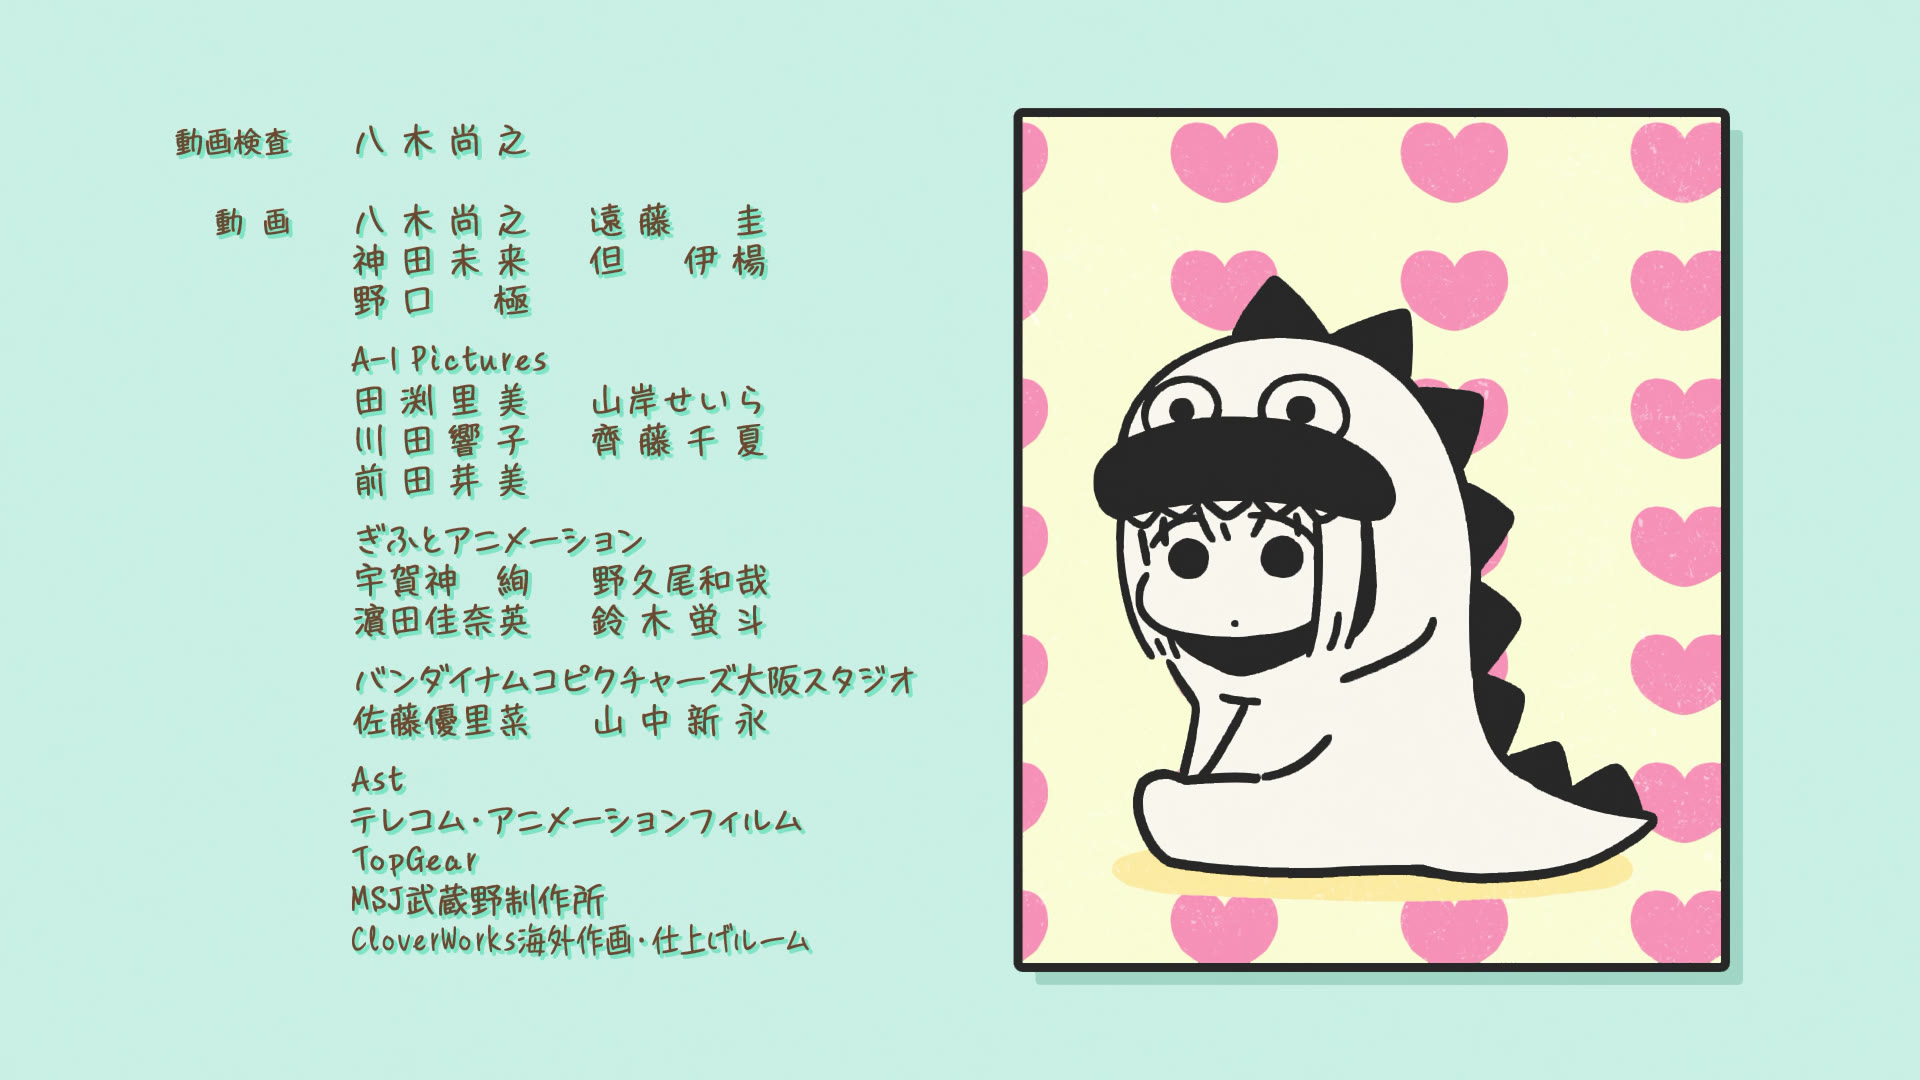 動画検査 八木尚之
動画 八木尚之 遠藤 圭
神田未来 但 伊楊
野口 極
A-1 Pictures
田渕里美 山岸せいら
川田響子 齊藤千夏
前田芽美
ぎふとアニメーション
宇賀神 絢 野久尾和哉
濵田佳奈英 鈴木蛍斗
バンダイナムコピクチャーズ大阪スタジオ
佐藤優里菜 山中新永
Ast
テレコム・アニメーションフィルム
TopGear
MSJ武蔵野制作所
CloverWorks海外作画・仕上げルーム